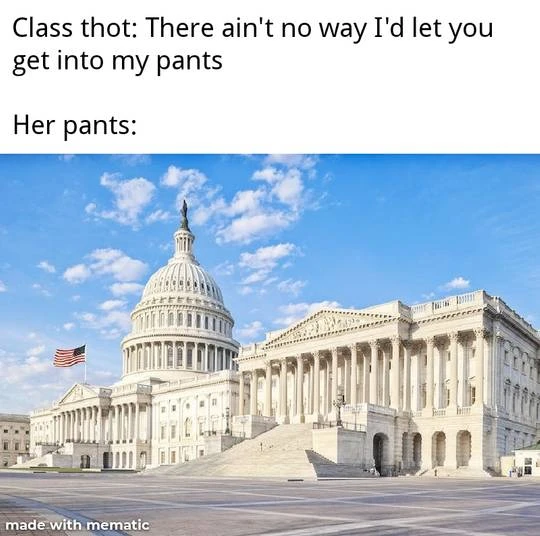 Class thot: There ain't no way I'd let you
get into my pants
Her pants:
made with mematic